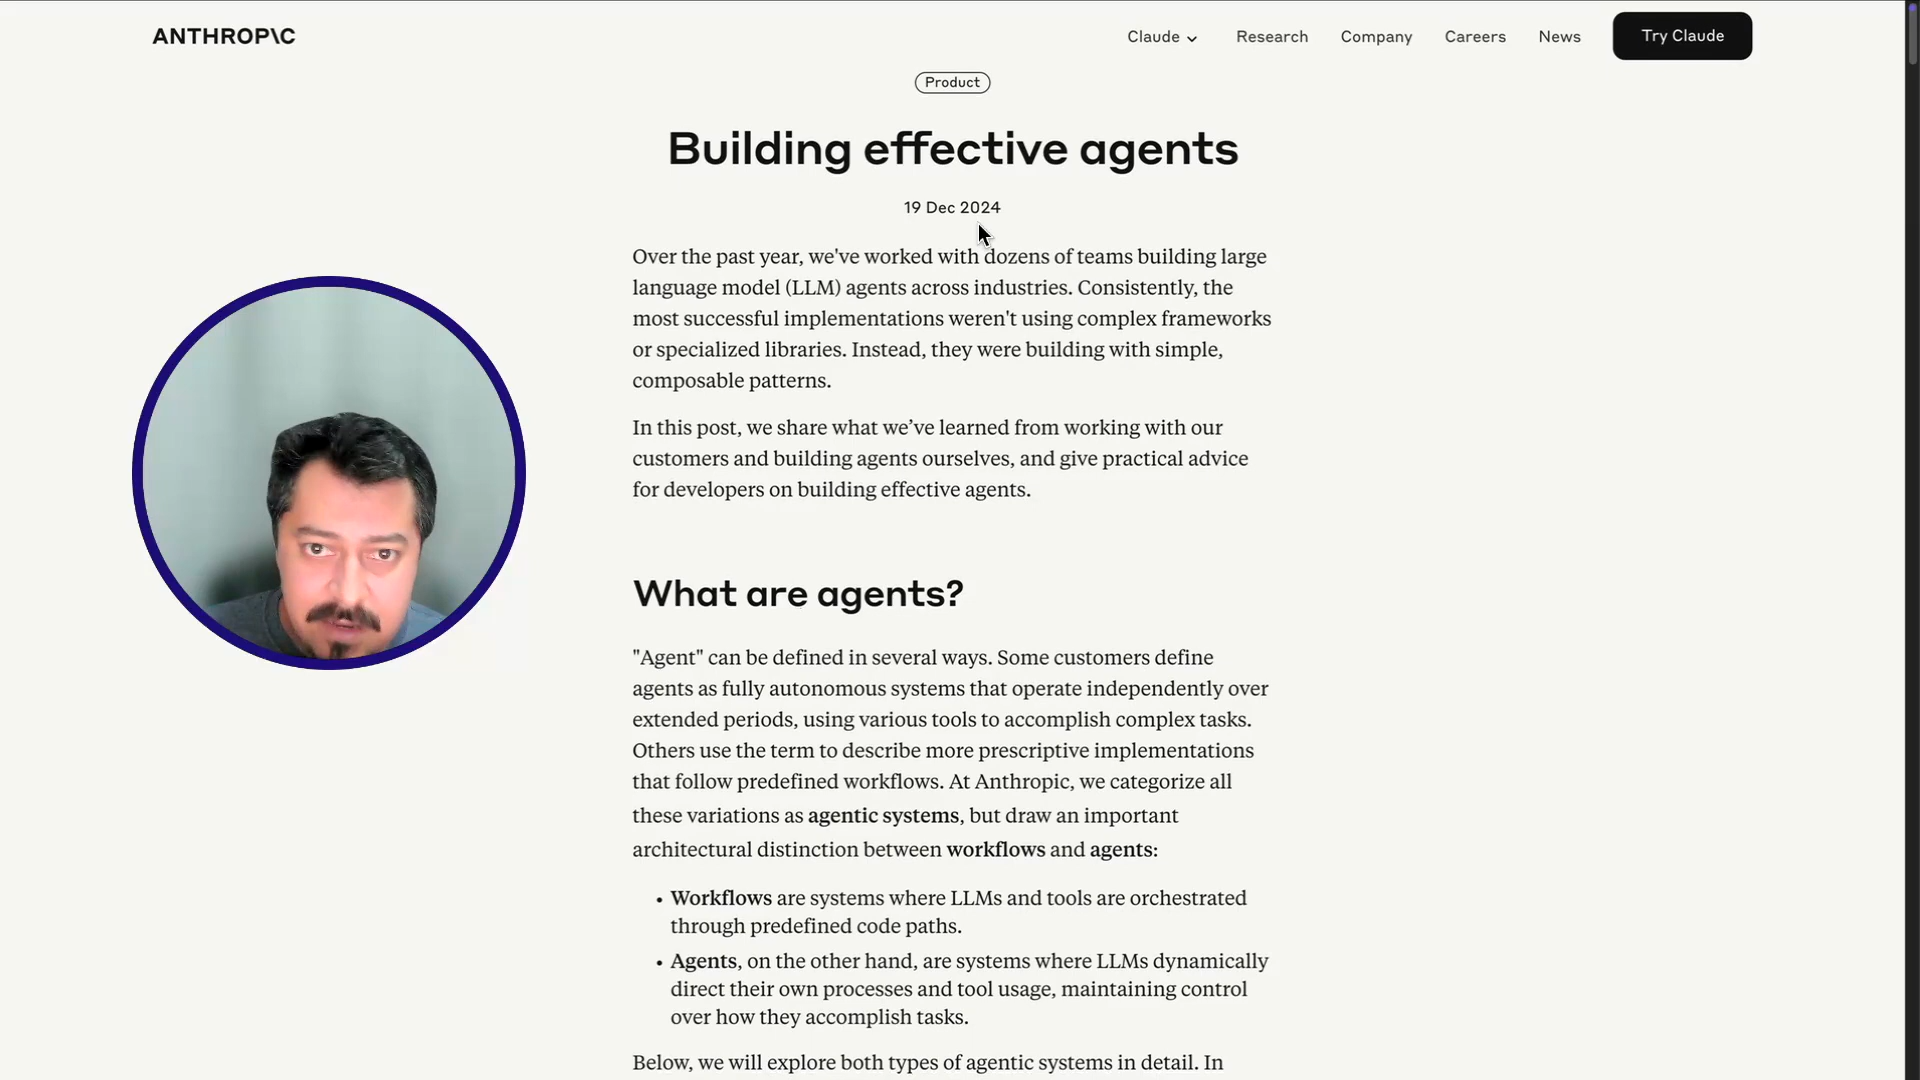 ANTHROP\C
Claude
Research
Company
Careers
News
Try Claude
Product
Building effective agents
19 Dec 2024
Over the past year, we've worked with dozens of teams building large
language model (LLM) agents across industries. Consistently, the
most successful implementations weren't using complex frameworks
or specialized libraries. Instead, they were building with simple,
composable patterns.
In this post, we share what we’ve learned from working with our
customers and building agents ourselves, and give practical advice
for developers on building effective agents.
What are agents?
"Agent" can be defined in several ways. Some customers define
agents as fully autonomous systems that operate independently over
extended periods, using various tools to accomplish complex tasks.
Others use the term to describe more prescriptive implementations
that follow predefined workflows. At Anthropic, we categorize all
these variations as agentic systems, but draw an important
architectural distinction between workflows and agents:
• Workflows are systems where LLMs and tools are orchestrated
through predefined code paths.
• Agents, on the other hand, are systems where LLMs dynamically
direct their own processes and tool usage, maintaining control
over how they accomplish tasks.
Below, we will explore both types of agentic systems in detail. In